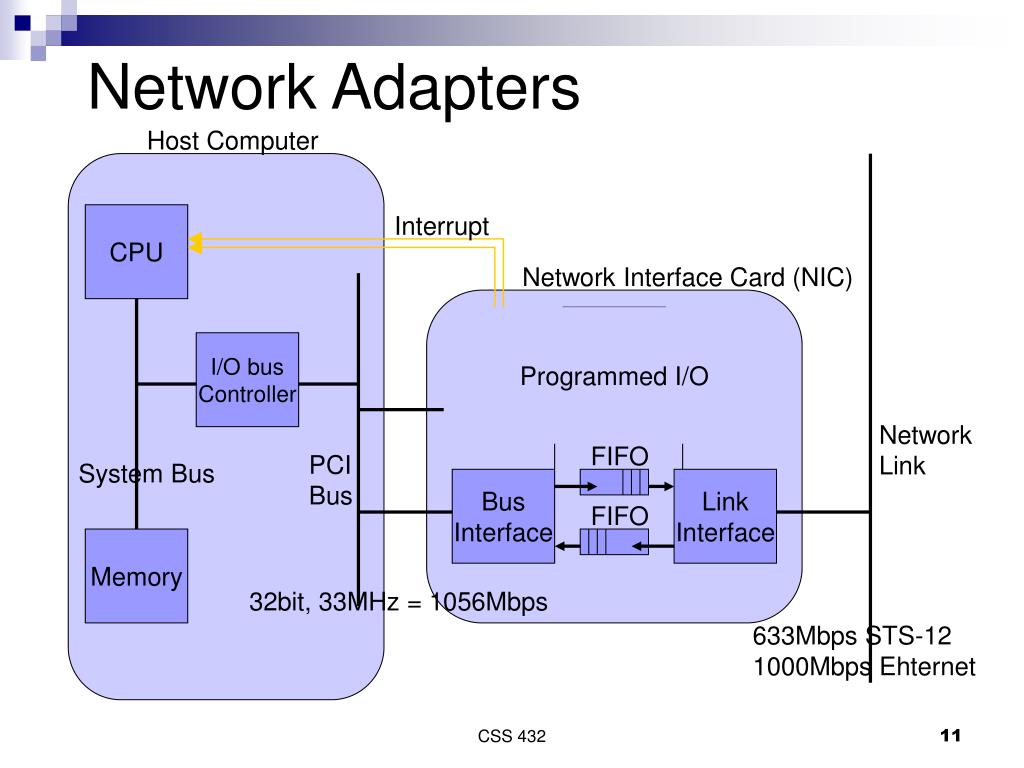 Network Adapters
Host Computer
CPU
Interrupt
Network Interface Card (NIC)
I/O bus
Controller
Programmed I/O
System Bus
PCI
Bus
FIFO
Network
Link
Bus
Interface
FIFO
Link
Interface
Memory
32bit, 33MHz = 1056Mbps
633Mbps STS-12
1000Mbps Ehternet
CSS 432
11